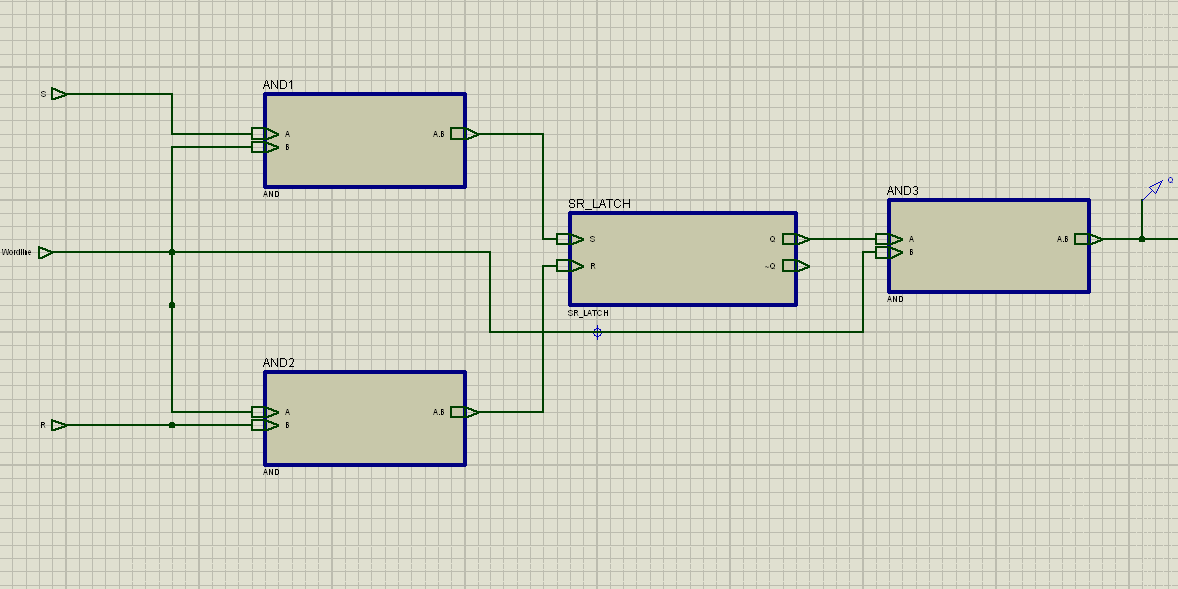 AND1
S
A
B
A.B
AND
Wordline
SR_LATCH
S
R
Q
~Q
SR_LATCH
AND3
A
B
A.B
AND
Q
AND2
A
B
A.B
AND
R